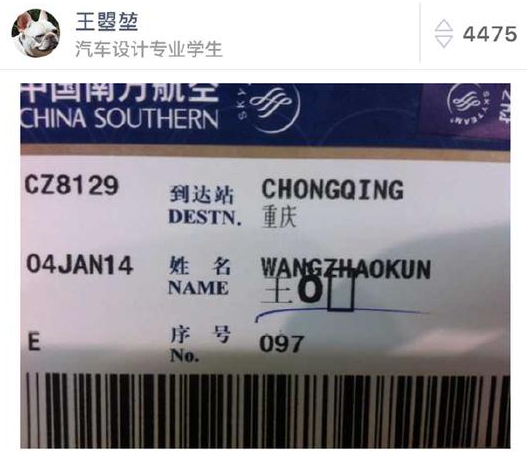 王曌堃
汽车设计专业学生
4475
中国南方航空
CHINA SOUTHERN
SKY
SKYTEAM
CZ8129 到达站 CHONGQING
DESTN. 重庆
04JAN14 姓 名 WANGZHAOKUN
NAME 王0□
E 序 号 097
No.